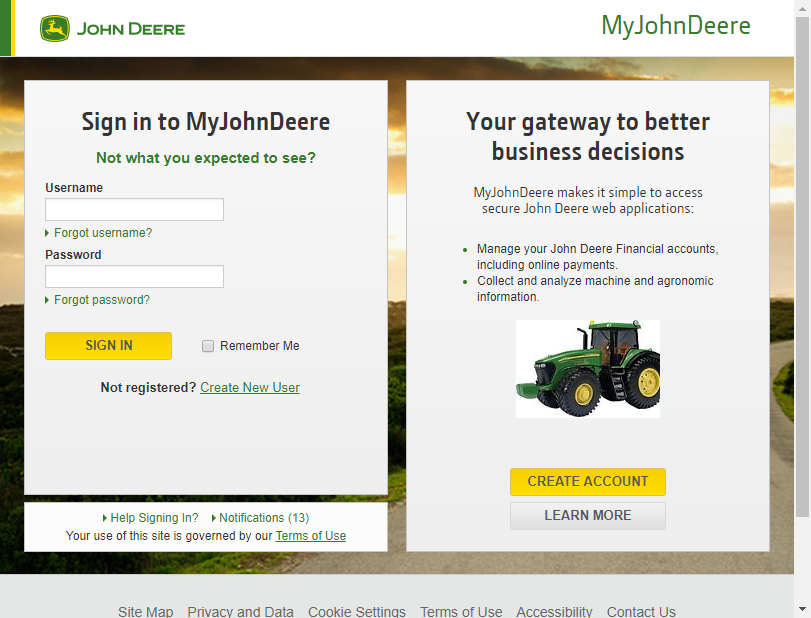 JOHN DEERE
MyJohnDeere
Sign in to MyJohnDeere
Not what you expected to see?
Username
Forgot username?
Password
Forgot password?
SIGN IN
Remember Me
Not registered? Create New User
Help Signing In? Notifications (13)
Your use of this site is governed by our Terms of Use
Your gateway to better
business decisions
MyJohnDeere makes it simple to access
secure John Deere web applications:
Manage your John Deere Financial accounts,
including online payments.
Collect and analyze machine and agronomic
information.
CREATE ACCOUNT
LEARN MORE
Site Map Privacy and Data Cookie Settings Terms of Use Accessibility Contact Us